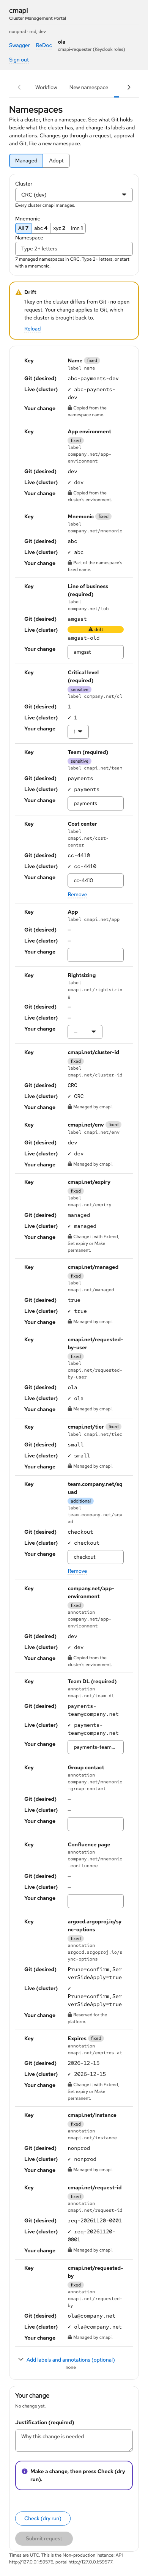 cmapi
Cluster Management Portal
nonprod · md, dev
Swagger ReDoc ola
cmapi-requester (Keycloak roles)
Sign out
Workflow New namespace
Namespaces
Pick a cluster, then a namespace. See what Git holds
beside what the cluster has, and change its labels and
annotations. Changes go through a request, approval
and Git, like a new namespace.
Managed Adopt
Cluster
CRC (dev)
Every cluster cmapi manages.
Mnemonic
All 7 abc 4 xyz 2 lmn 1
Namespace
Type 2+ letters
7 managed namespaces in CRC. Type 2+ letters, or start
with a mnemonic.
Drift
1 key on the cluster differs from Git · no open
request. Your change applies to Git, which
the cluster is brought back to.
Reload
Key Name fixed
label name
Git (desired) abc-payments-dev
Live (cluster) ✓ abc-payments-
dev
Your change Copied from the
namespace name.
Key App environment
fixed
label
company.net/app-
environment
Git (desired) dev
Live (cluster) ✓ dev
Your change Copied from the
cluster's environment.
Key Mnemonic fixed
label
company.net/mnemonic
Git (desired) abc
Live (cluster) ✓ abc
Your change Part of the namespace's
fixed name.
Key Line of business
(required)
label
company.net/lob
Git (desired) amgsst
Live (cluster) drift
amgsst-old
Your change amgsst
Key Critical level
(required)
sensitive
label company.net/cl
Git (desired) 1
Live (cluster) ✓ 1
Your change 1
Key Team (required)
sensitive
label cmapi.net/team
Git (desired) payments
Live (cluster) ✓ payments
Your change payments
Key Cost center
label
cmapi.net/cost-
center
Git (desired) cc-4410
Live (cluster) ✓ cc-4410
Your change cc-4410
Remove
Key App
label cmapi.net/app
Git (desired) —
Live (cluster) —
Your change
Key Rightsizing
label
cmapi.net/rightsizin
g
Git (desired) —
Live (cluster) —
Your change —
Key cmapi.net/cluster-id
fixed
label
cmapi.net/cluster-id
Git (desired) CRC
Live (cluster) ✓ CRC
Your change Managed by cmapi.
Key cmapi.net/env fixed
label cmapi.net/env
Git (desired) dev
Live (cluster) ✓ dev
Your change Managed by cmapi.
Key cmapi.net/expiry
fixed
label
cmapi.net/expiry
Git (desired) managed
Live (cluster) ✓ managed
Your change Change it with Extend,
Set expiry or Make
permanent.
Key cmapi.net/managed
fixed
label
cmapi.net/managed
Git (desired) true
Live (cluster) ✓ true
Your change Managed by cmapi.
Key cmapi.net/requested-
by-user
fixed
label
cmapi.net/requested-
by-user
Git (desired) ola
Live (cluster) ✓ ola
Your change Managed by cmapi.
Key cmapi.net/tier fixed
label cmapi.net/tier
Git (desired) small
Live (cluster) ✓ small
Your change Managed by cmapi.
Key team.company.net/sq
uad
additional
label
team.company.net/squ
ad
Git (desired) checkout
Live (cluster) ✓ checkout
Your change checkout
Remove
Key company.net/app-
environment
fixed
annotation
company.net/app-
environment
Git (desired) dev
Live (cluster) ✓ dev
Your change Copied from the
cluster's environment.
Key Team DL (required)
annotation
cmapi.net/team-dl
Git (desired) payments-
team@company.net
Live (cluster) ✓ payments-
team@company.net
Your change payments-team…
Key Group contact
annotation
company.net/mnemonic
-group-contact
Git (desired) —
Live (cluster) —
Your change
Key Confluence page
annotation
company.net/mnemonic
-confluence
Git (desired) —
Live (cluster) —
Your change
Key argocd.argoproj.io/sy
nc-options
fixed
annotation
argocd.argoproj.io/s
ync-options
Git (desired) Prune=confirm,Ser
verSideApply=true
Live (cluster) ✓
Prune=confirm,Ser
verSideApply=true
Your change Reserved for the
platform.
Key Expires fixed
annotation
cmapi.net/expires-at
Git (desired) 2026-12-15
Live (cluster) ✓ 2026-12-15
Your change Change it with Extend,
Set expiry or Make
permanent.
Key cmapi.net/instance
fixed
annotation
cmapi.net/instance
Git (desired) nonprod
Live (cluster) ✓ nonprod
Your change Managed by cmapi.
Key cmapi.net/request-id
fixed
annotation
cmapi.net/request-id
Git (desired) req-20261120-0001
Live (cluster) ✓ req-20261120-
0001
Your change Managed by cmapi.
Key cmapi.net/requested-
by
fixed
annotation
cmapi.net/requested-
by
Git (desired) ola@company.net
Live (cluster) ✓ ola@company.net
Your change Managed by cmapi.
Add labels and annotations (optional)
none
Your change
No change yet.
Justification (required)
Why this change is needed
Make a change, then press Check (dry
run).
Check (dry run)
Submit request
Times are UTC. This is the Non-production instance: API
http://127.0.0.1:59576, portal http://127.0.0.1:59577.